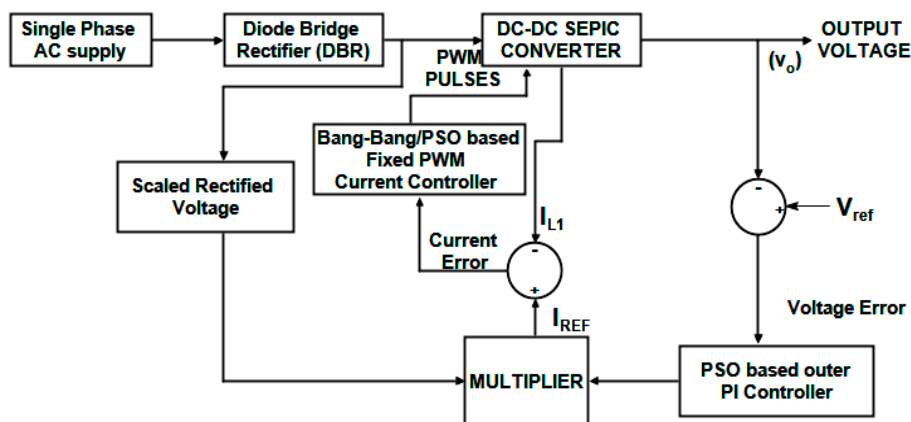 Single Phase
AC supply
Diode Bridge
Rectifier (DBR)
DC-DC SEPIC
CONVERTER
OUTPUT
VOLTAGE
(vo)
PWM
PULSES
Bang-Bang/PSO based
Fixed PWM
Current Controller
Scaled Rectified
Voltage
IL1
-
+
Vref
Current
Error
-
+
IREF
Voltage Error
MULTIPLIER
PSO based outer
PI Controller